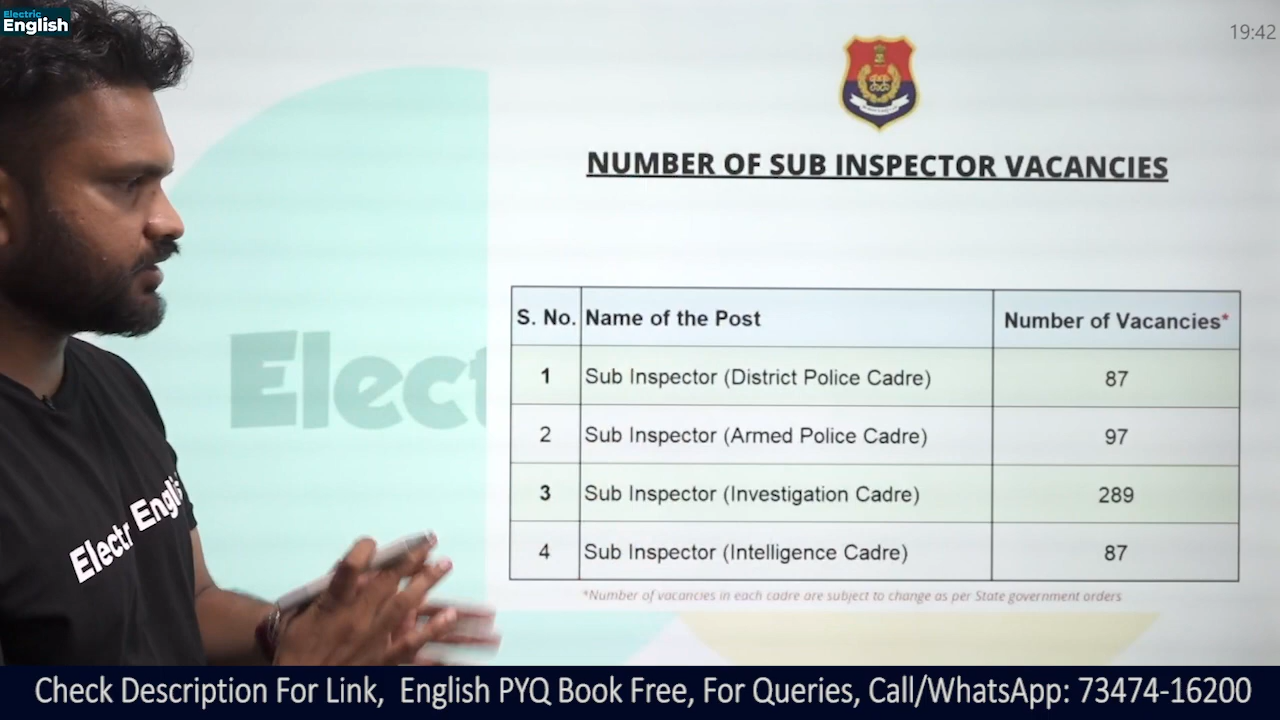 Electric
English
19:42
NUMBER OF SUB INSPECTOR VACANCIES
S. No. Name of the Post Number of Vacancies*
1 Sub Inspector (District Police Cadre) 87
2 Sub Inspector (Armed Police Cadre) 97
3 Sub Inspector (Investigation Cadre) 289
4 Sub Inspector (Intelligence Cadre) 87
*Number of vacancies in each cadre are subject to change as per State government orders
Elect
Electr Engli
Check Description For Link, English PYQ Book Free, For Queries, Call/WhatsApp: 73474-16200